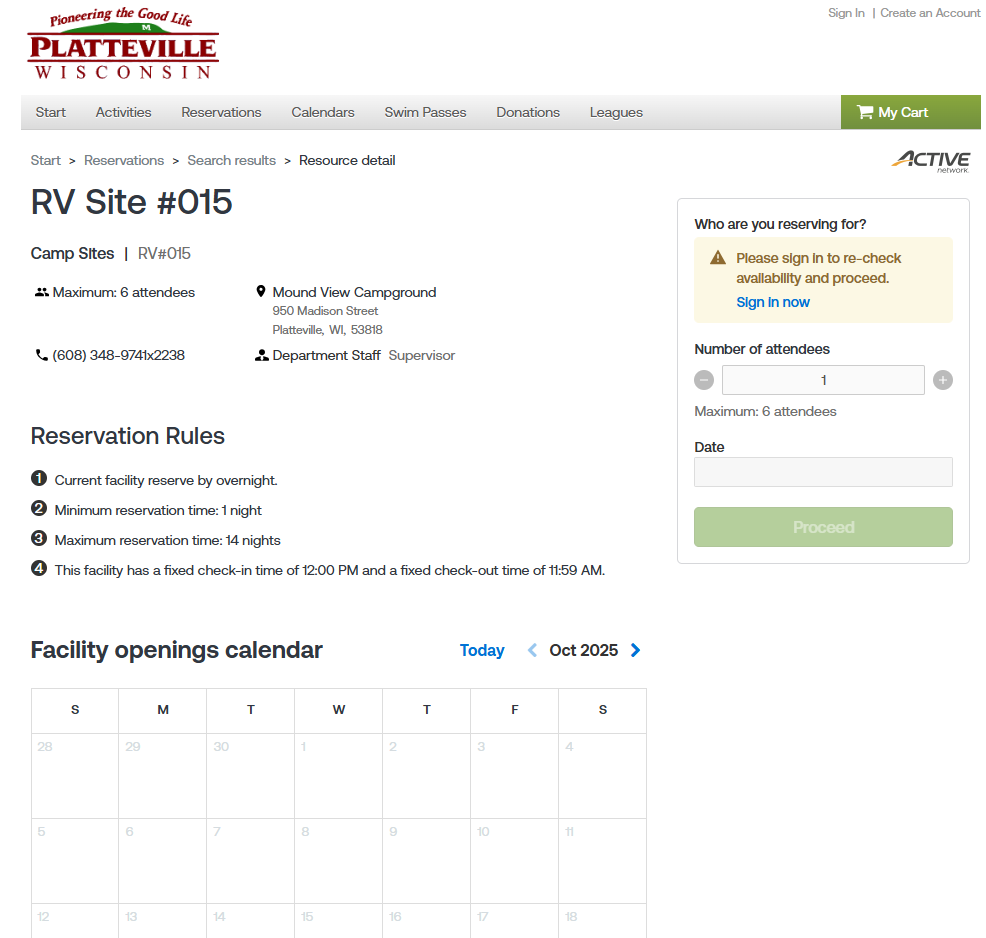 Pioneering the Good Life
M
PLATTEVILLE
WISCONSIN
Sign In | Create an Account
Start Activities Reservations Calendars Swim Passes Donations Leagues My Cart
Start > Reservations > Search results > Resource detail
ACTIVE
network.
RV Site #015
Camp Sites | RV#015
Maximum: 6 attendees
Mound View Campground
950 Madison Street
Platteville, WI, 53818
(608) 348-9741x2238
Department Staff Supervisor
Who are you reserving for?
Please sign in to re-check
availability and proceed.
Sign in now
Number of attendees
− 1 +
Maximum: 6 attendees
Date
Proceed
Reservation Rules
1 Current facility reserve by overnight.
2 Minimum reservation time: 1 night
3 Maximum reservation time: 14 nights
4 This facility has a fixed check-in time of 12:00 PM and a fixed check-out time of 11:59 AM.
Facility openings calendar
Today < Oct 2025 >
S M T W T F S
28 29 30 1 2 3 4
5 6 7 8 9 10 11
12 13 14 15 16 17 18